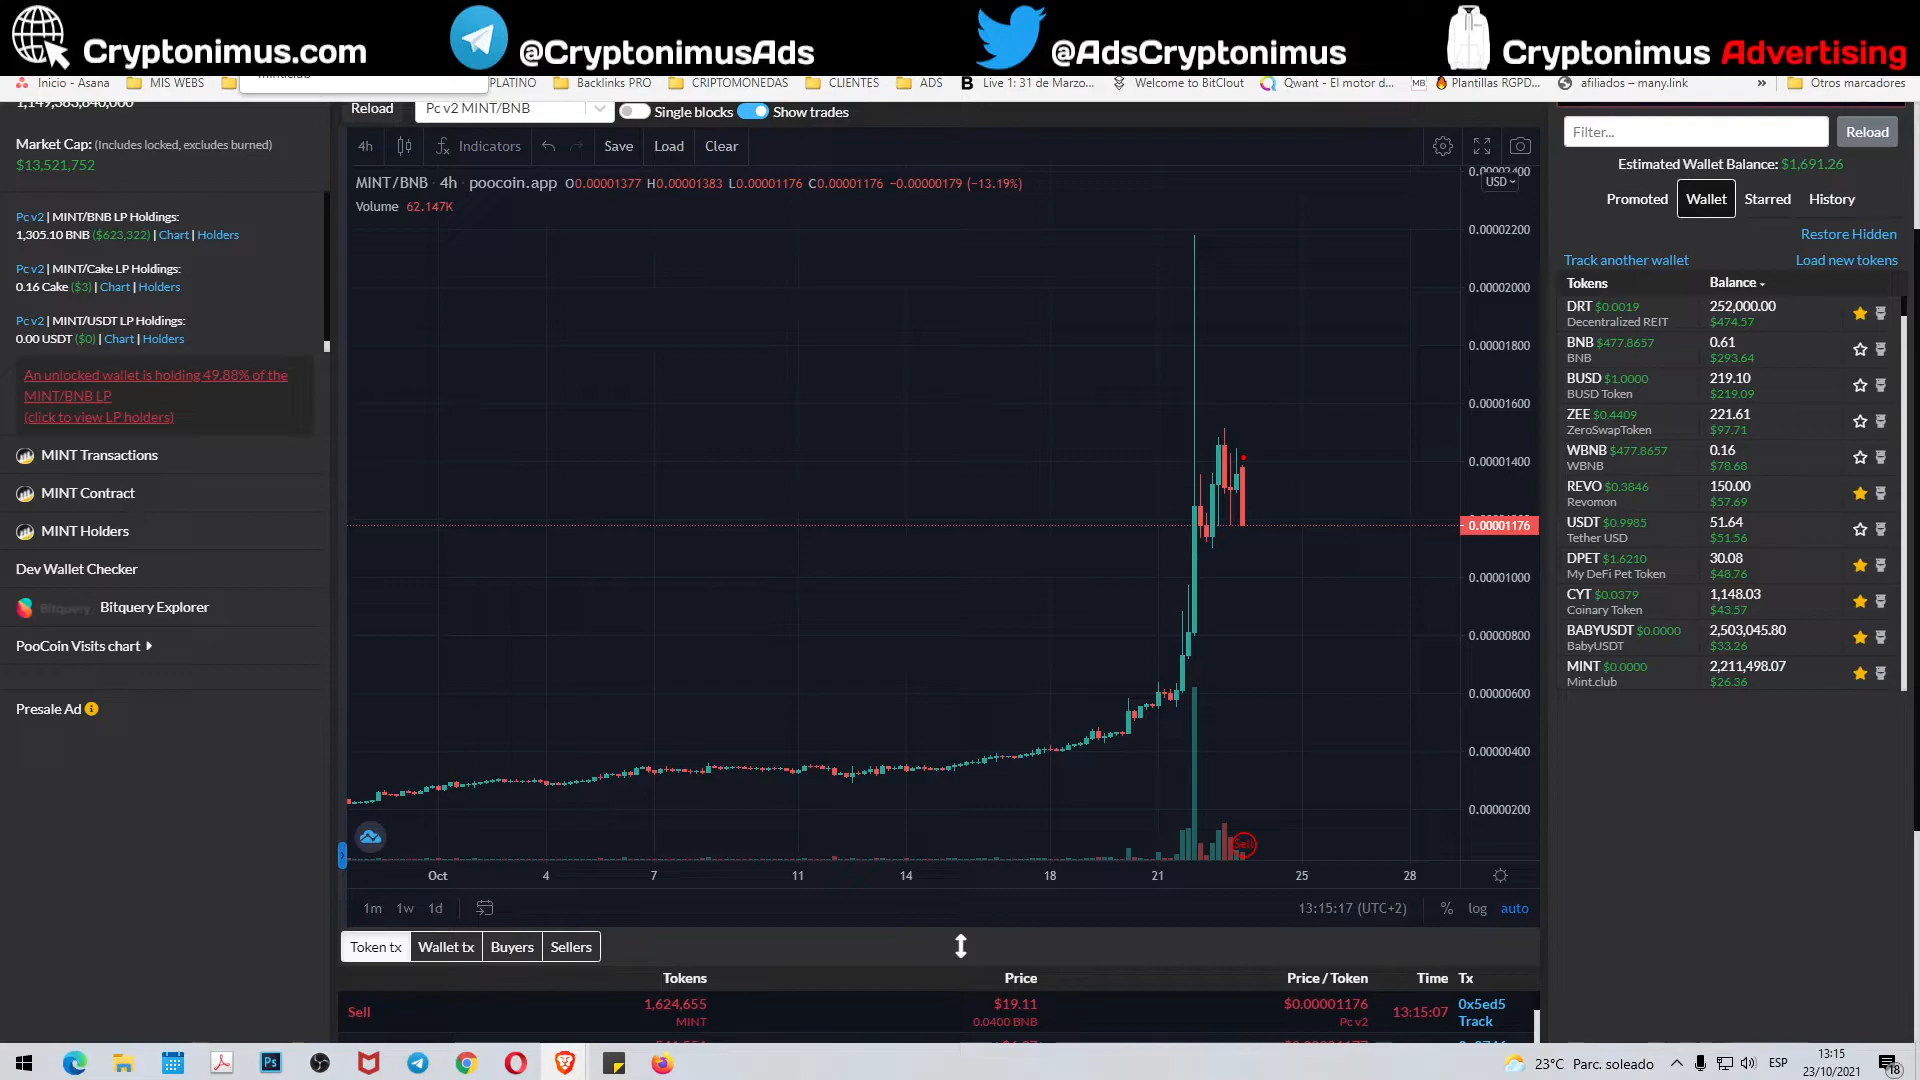 Cryptonimus.com
@CryptonimusAds
@AdsCryptonimus
Cryptonimus Advertising
Inicio – Asana
MIS WEBS
PLATINO
Backlinks PRO
CRIPTOMONEDAS
CLIENTES
ADS
B
Live 1: 31 de Marzo...
Welcome to BitClout
Qwant - El motor d...
MB
Plantillas RGPD...
afiliados – many.link
»
Otros marcadores
Market Cap: (Includes locked, excludes burned)
$13,521,752
Pc v2 | MINT/BNB LP Holdings:
1,305.10 BNB ($623,322) | Chart | Holders
Pc v2 | MINT/Cake LP Holdings:
0.16 Cake ($3) | Chart | Holders
Pc v2 | MINT/USDT LP Holdings:
0.00 USDT ($0) | Chart | Holders
An unlocked wallet is holding 49.88% of the
MINT/BNB LP
(click to view LP holders)
MINT Transactions
MINT Contract
MINT Holders
Dev Wallet Checker
Bitquery
Bitquery Explorer
PooCoin Visits chart
Presale Ad
Reload
Pc v2 MINT/BNB
Single blocks
Show trades
4h
Indicators
Save
Load
Clear
MINT/BNB · 4h · poocoin.app O0.00001377 H0.00001383 L0.00001176 C0.00001176 −0.00000179 (−13.19%)
Volume 62.147K
0.00002400
USD
0.00002200
0.00002000
0.00001800
0.00001600
0.00001400
0.00001176
0.00001000
0.00000800
0.00000600
0.00000400
0.00000200
Sell
Oct
4
7
11
14
18
21
25
28
1m
1w
1d
13:15:17 (UTC+2)
%
log
auto
Token tx
Wallet tx
Buyers
Sellers
Tokens
Price
Price / Token
Time
Tx
Sell
1,624,655
MINT
$19.11
0.0400 BNB
$0.00001176
Pc v2
13:15:07
0x5ed5
Track
Filter...
Reload
Estimated Wallet Balance: $1,691.26
Promoted
Wallet
Starred
History
Restore Hidden
Track another wallet
Load new tokens
Tokens
Balance
DRT $0.0019
252,000.00
Decentralized REIT
$474.57
BNB $477.8657
0.61
BNB
$293.64
BUSD $1.0000
219.10
BUSD Token
$219.09
ZEE $0.4409
221.61
ZeroSwapToken
$97.71
WBNB $477.8657
0.16
WBNB
$78.68
REVO $0.3846
150.00
Revomon
$57.69
USDT $0.9985
51.64
Tether USD
$51.56
DPET $1.6210
30.08
My DeFi Pet Token
$48.76
CYT $0.0379
1,148.03
Coinary Token
$43.57
BABYUSDT $0.0000
2,503,045.80
BabyUSDT
$33.26
MINT $0.0000
2,211,498.07
Mint.club
$26.36
Ps
23°C Parc. soleado
ESP
13:15
23/10/2021
18